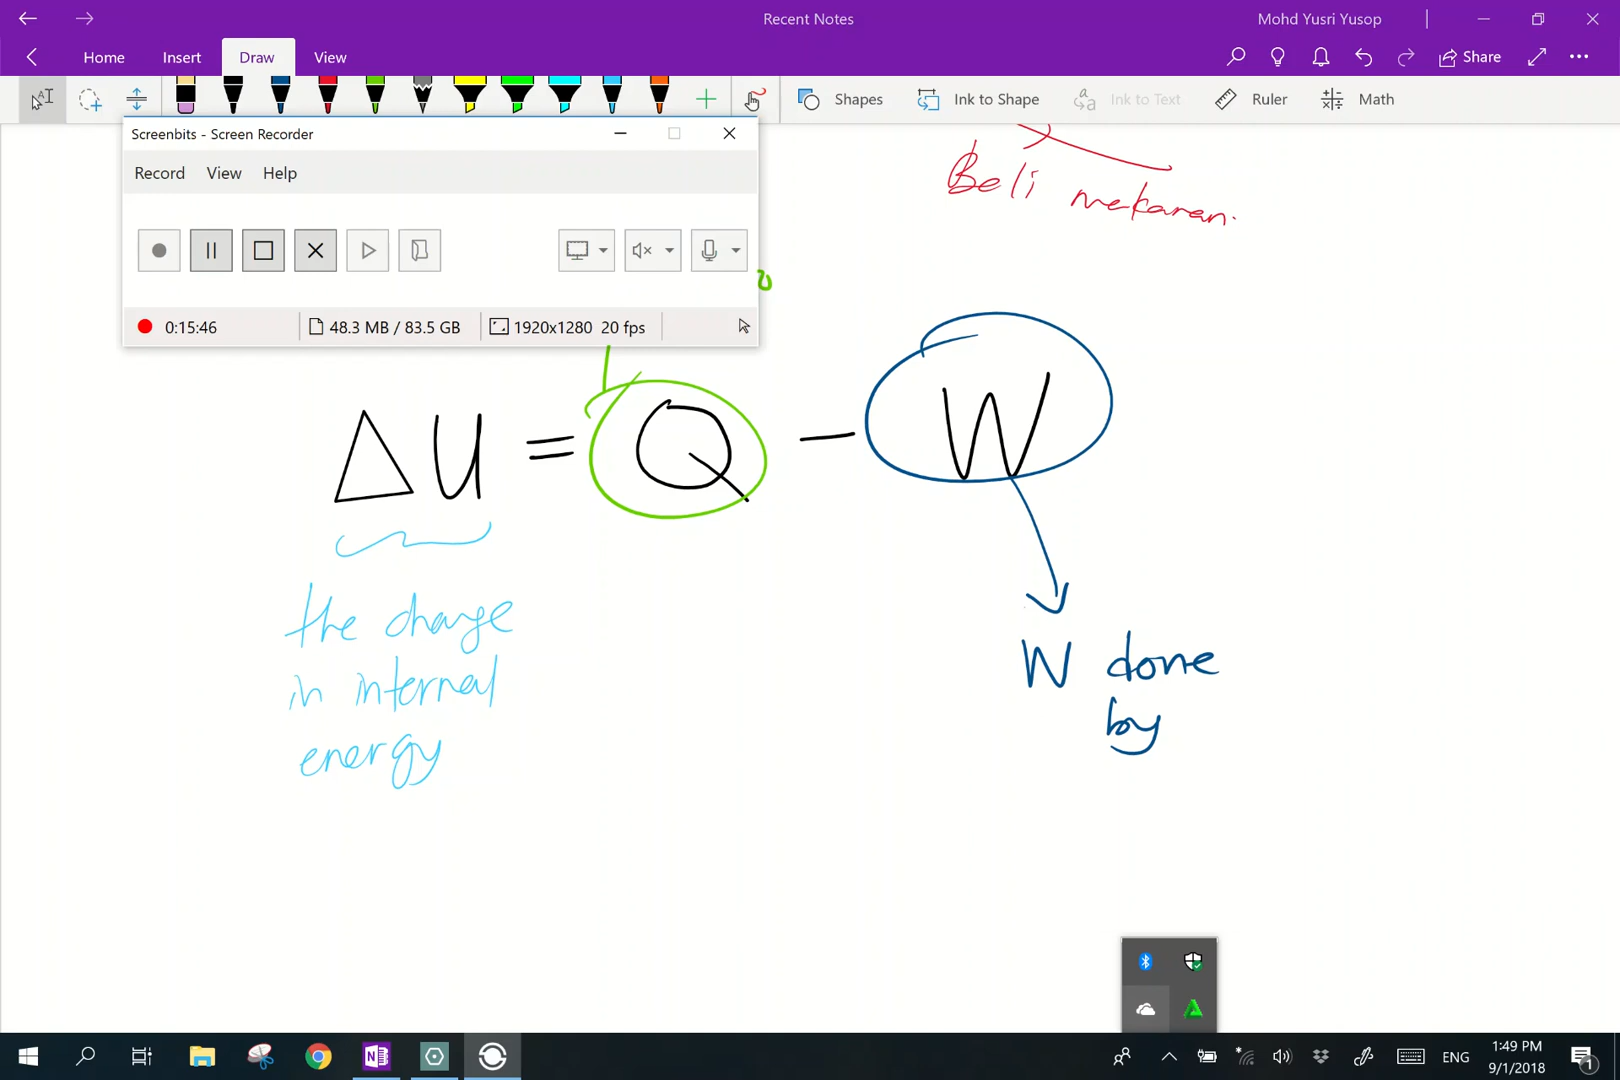 Recent Notes
Mohd Yusri Yusop
Home Insert Draw View
Share
Shapes Ink to Shape Ink to Text Ruler Math
Screenbits - Screen Recorder
Record View Help
0:15:46 48.3 MB / 83.5 GB 1920x1280 20 fps
Beli makanan.
ΔU = Q - W
the change
in internal
energy
W done
by
ENG
1:49 PM
9/1/2018
1